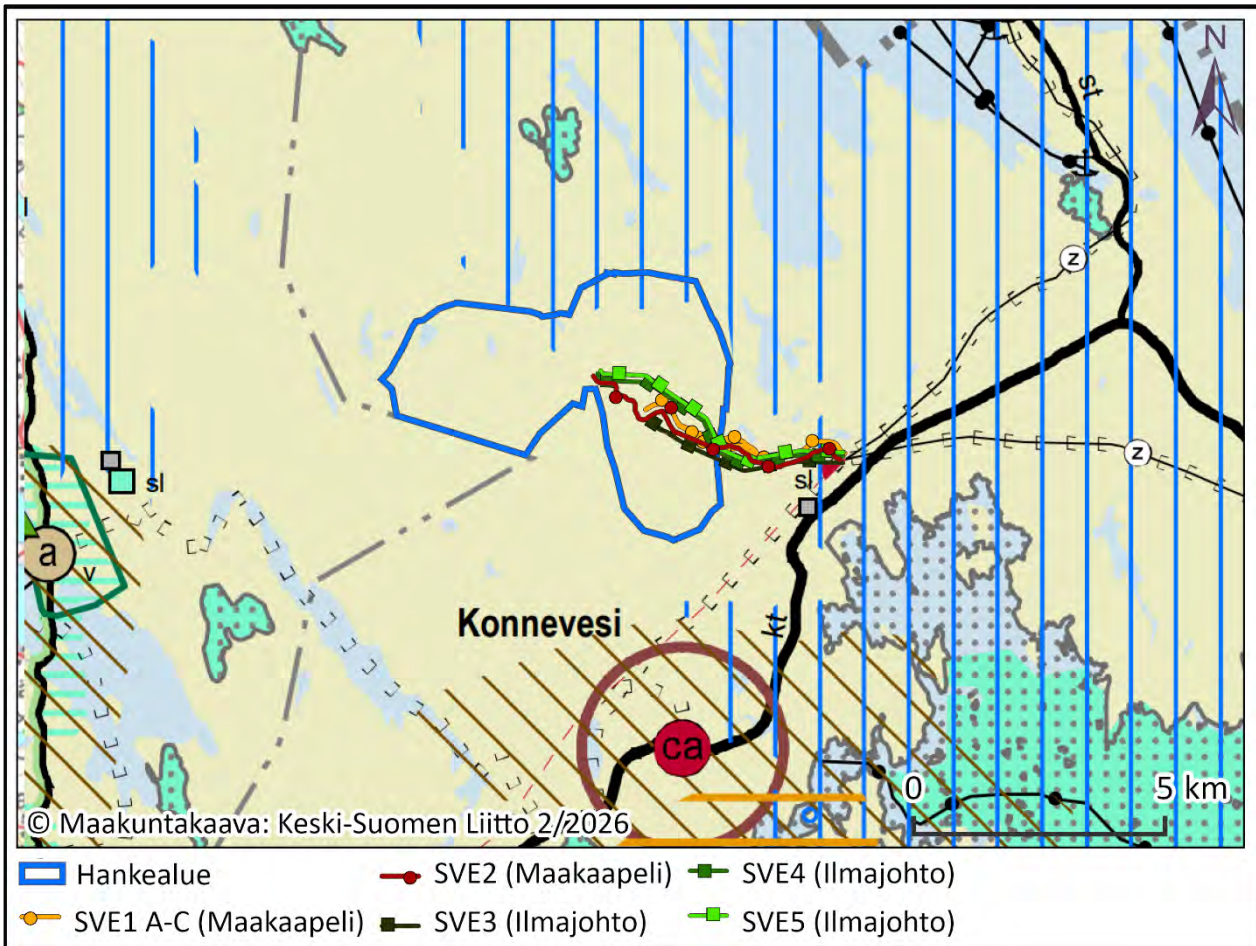 N
st
z
z
sl
sl
a
v
Konnevesi
kt
ca
0 5 km
© Maakuntakaava: Keski-Suomen Liitto 2/2026
Hankealue
SVE2 (Maakaapeli)
SVE4 (Ilmajohto)
SVE1 A-C (Maakaapeli)
SVE3 (Ilmajohto)
SVE5 (Ilmajohto)